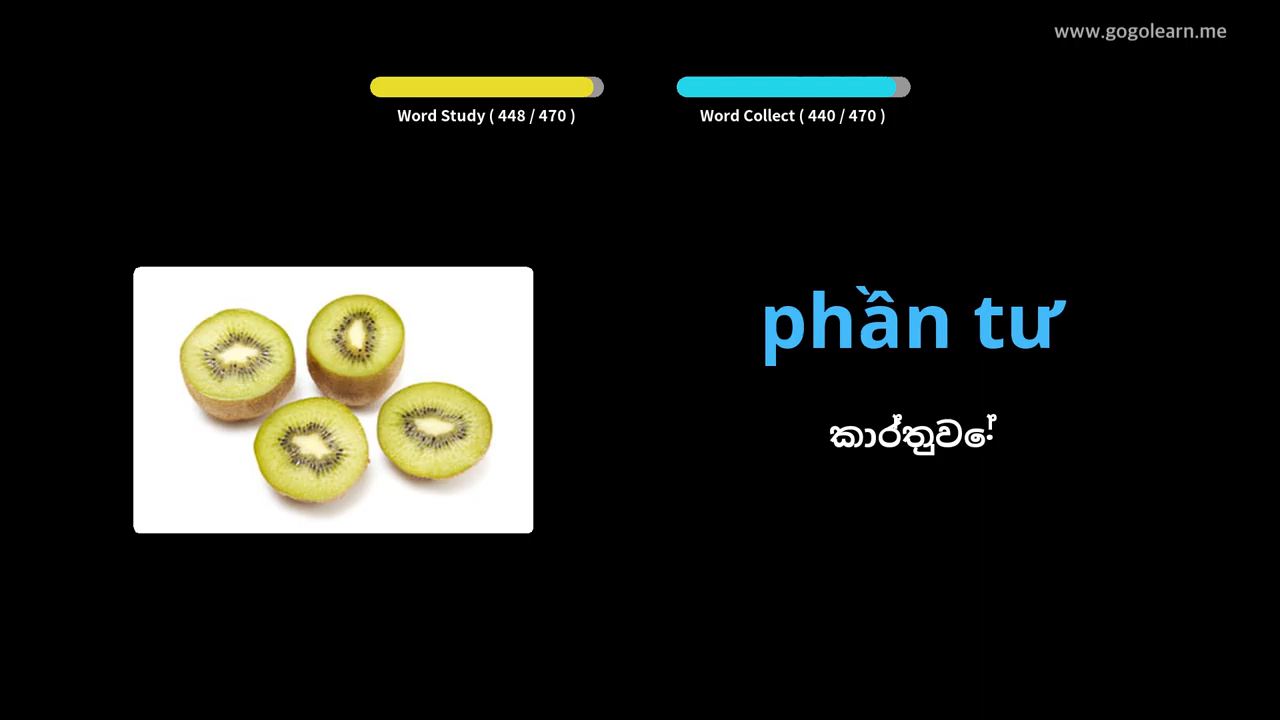 www.gogolearn.me
Word Study ( 448 / 470 )
Word Collect ( 440 / 470 )
phần tư
කාර්තුවේ!